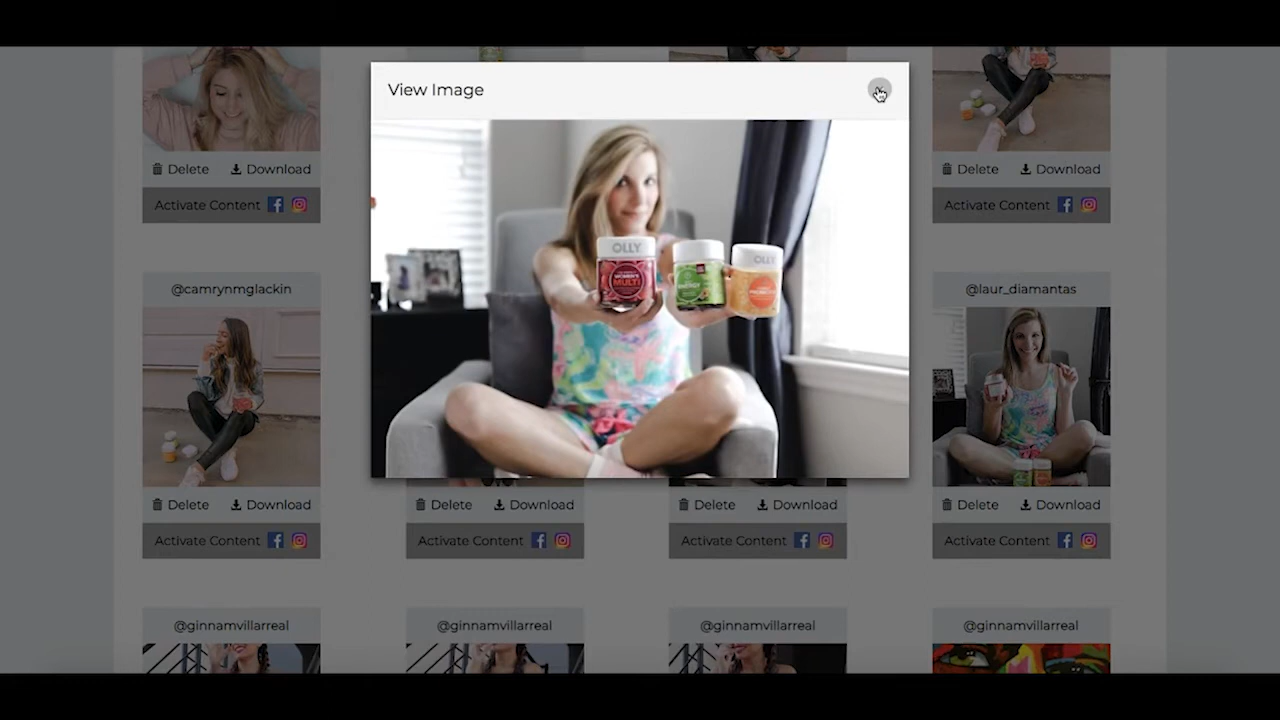 View Image
Delete Download
Delete Download
Activate Content
Activate Content
OLLY
OLLY
WOMEN'S
MULTI
ENERGY
@camrynmglackin
@laur_diamantas
Delete Download
Delete Download
Delete Download
Delete Download
Activate Content
Activate Content
Activate Content
Activate Content
@ginnamvillarreal
@ginnamvillarreal
@ginnamvillarreal
@ginnamvillarreal